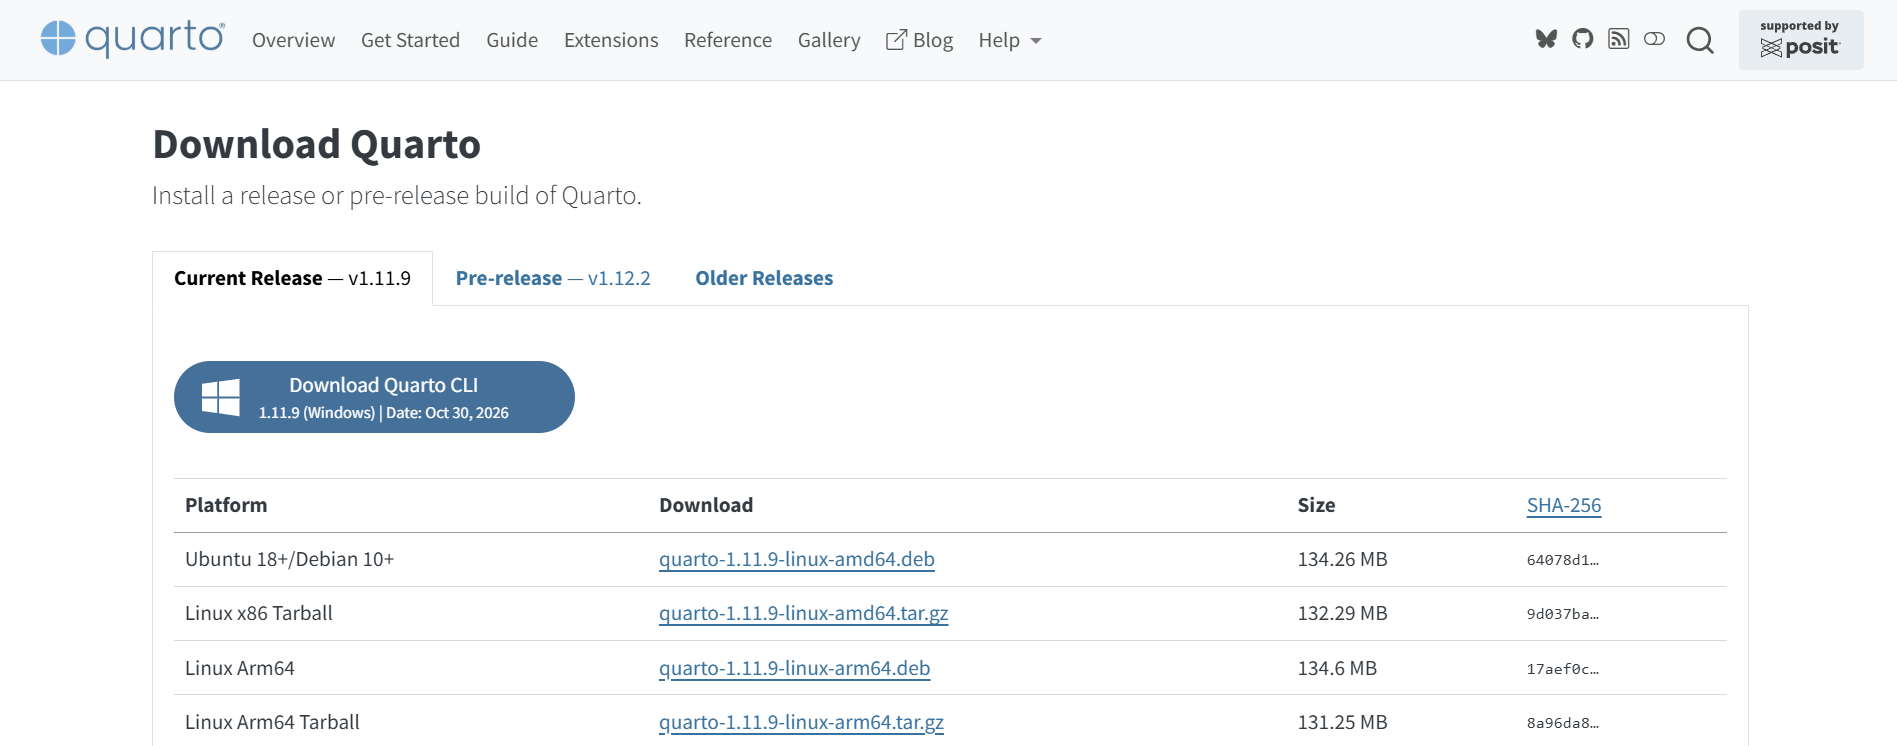 quarto®
Overview Get Started Guide Extensions Reference Gallery Blog Help
supported by
posit
Download Quarto
Install a release or pre-release build of Quarto.
Current Release — v1.11.9 Pre-release — v1.12.2 Older Releases
Download Quarto CLI
1.11.9 (Windows) | Date: Oct 30, 2026
Platform Download Size SHA-256
Ubuntu 18+/Debian 10+ quarto-1.11.9-linux-amd64.deb 134.26 MB 64078d1…
Linux x86 Tarball quarto-1.11.9-linux-amd64.tar.gz 132.29 MB 9d037ba…
Linux Arm64 quarto-1.11.9-linux-arm64.deb 134.6 MB 17aef0c…
Linux Arm64 Tarball quarto-1.11.9-linux-arm64.tar.gz 131.25 MB 8a96da8…